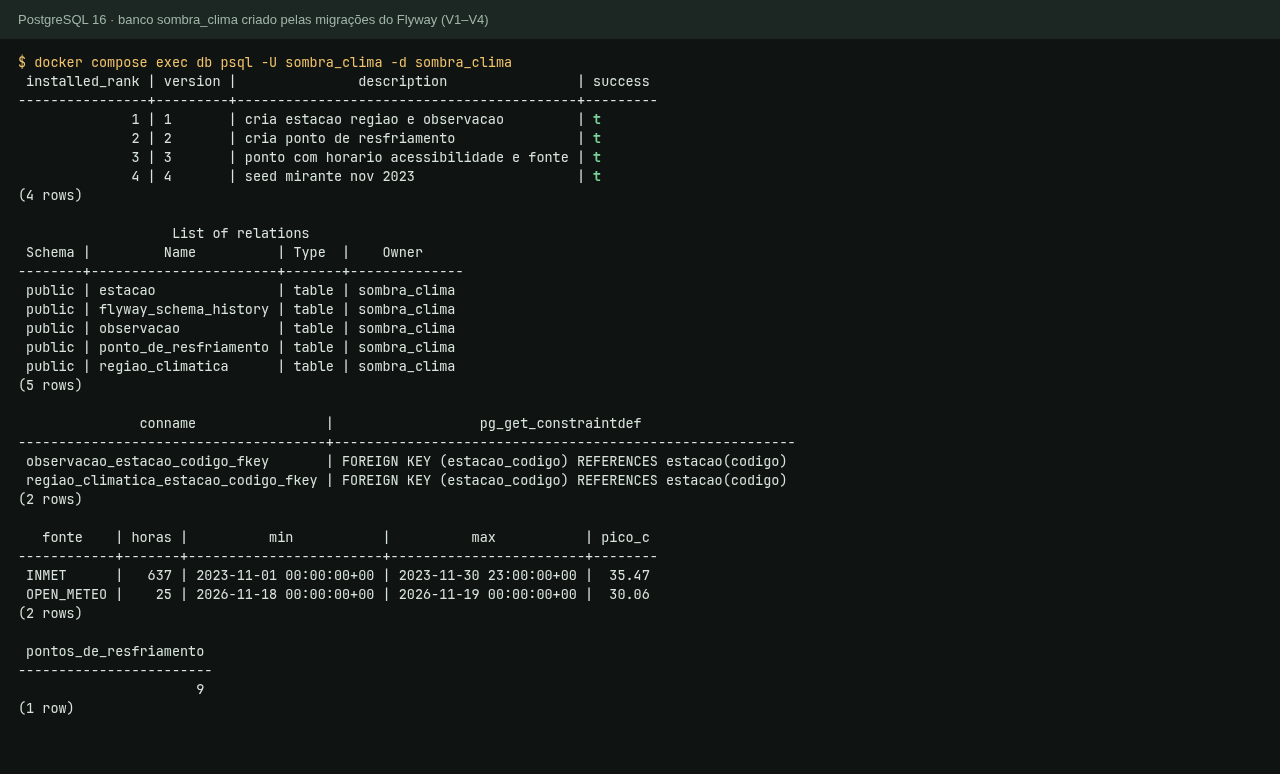 PostgreSQL 16 · banco sombra_clima criado pelas migrações do Flyway (V1–V4)
$ docker compose exec db psql -U sombra_clima -d sombra_clima
 installed_rank | version |               description                | success
----------------+---------+------------------------------------------+---------
              1 | 1       | cria estacao regiao e observacao         | t
              2 | 2       | cria ponto de resfriamento               | t
              3 | 3       | ponto com horario acessibilidade e fonte | t
              4 | 4       | seed mirante nov 2023                    | t
(4 rows)
                   List of relations
 Schema |         Name          | Type  |    Owner
--------+-----------------------+-------+--------------
 public | estacao               | table | sombra_clima
 public | flyway_schema_history | table | sombra_clima
 public | observacao            | table | sombra_clima
 public | ponto_de_resfriamento | table | sombra_clima
 public | regiao_climatica      | table | sombra_clima
(5 rows)
               conname                |                  pg_get_constraintdef
--------------------------------------+---------------------------------------------------------
 observacao_estacao_codigo_fkey       | FOREIGN KEY (estacao_codigo) REFERENCES estacao(codigo)
 regiao_climatica_estacao_codigo_fkey | FOREIGN KEY (estacao_codigo) REFERENCES estacao(codigo)
(2 rows)
   fonte    | horas |          min           |          max           | pico_c
------------+-------+------------------------+------------------------+--------
 INMET      |   637 | 2023-11-01 00:00:00+00 | 2023-11-30 23:00:00+00 |  35.47
 OPEN_METEO |    25 | 2026-11-18 00:00:00+00 | 2026-11-19 00:00:00+00 |  30.06
(2 rows)
 pontos_de_resfriamento
------------------------
                      9
(1 row)